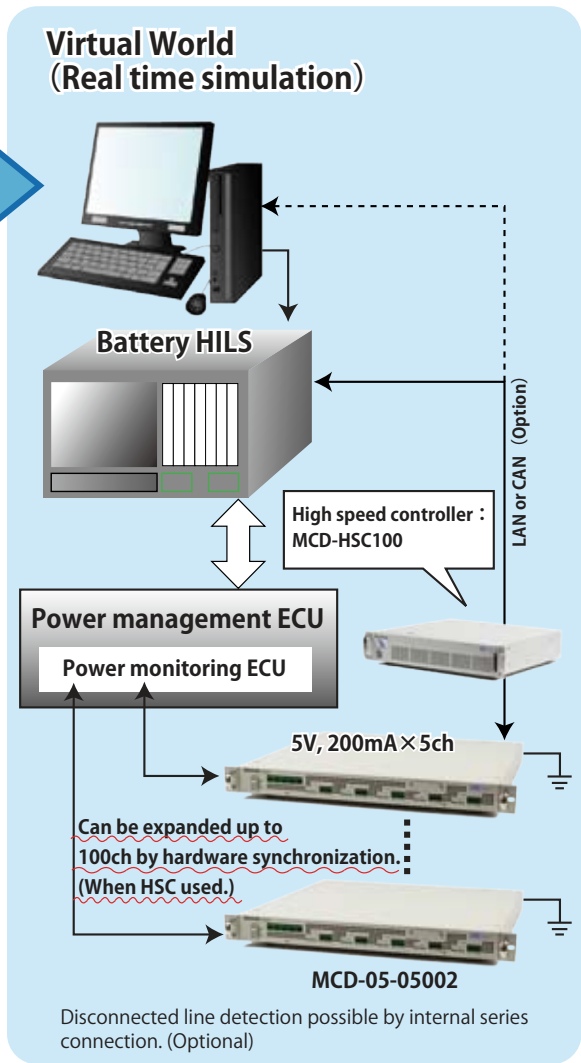 Virtual World
（Real time simulation）
Battery HILS
LAN or CAN（Option）
High speed controller：
MCD-HSC100
Power management ECU
Power monitoring ECU
5V, 200mA×5ch
Can be expanded up to
100ch by hardware synchronization.
(When HSC used.)
MCD-05-05002
Disconnected line detection possible by internal series
connection. (Optional)